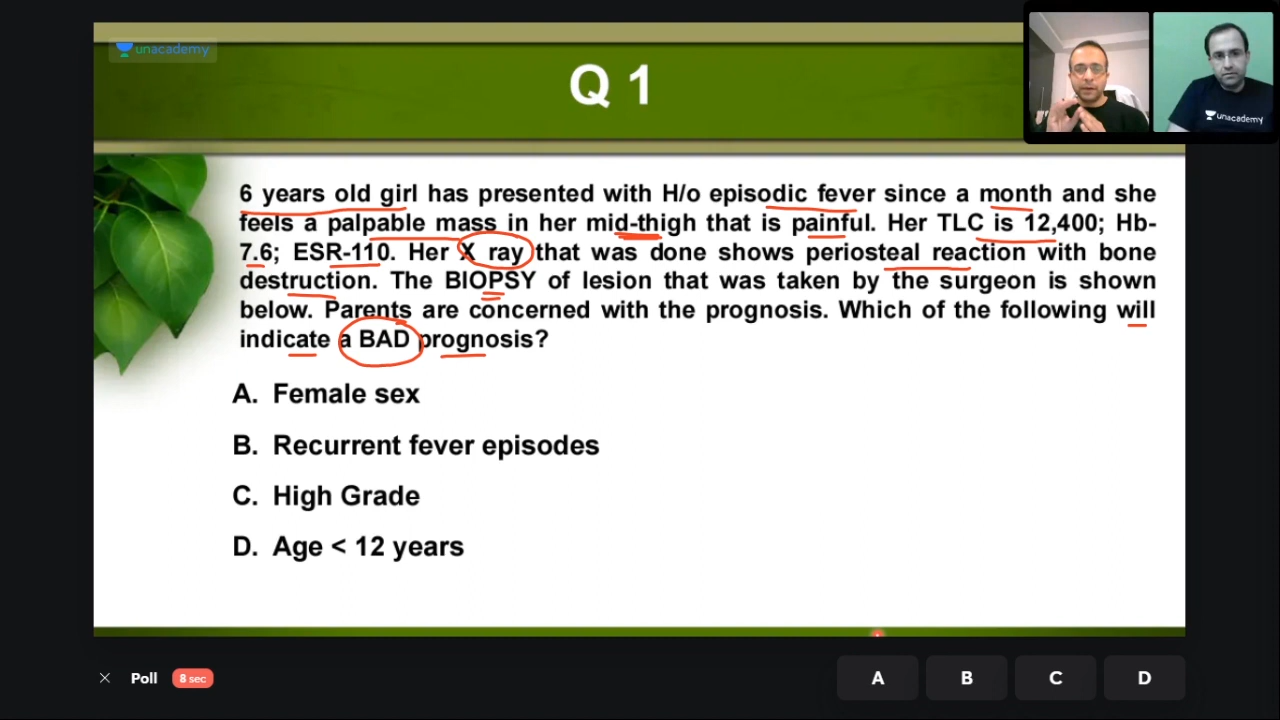 unacademy
Q 1
unacademy
6 years old girl has presented with H/o episodic fever since a month and she
feels a palpable mass in her mid-thigh that is painful. Her TLC is 12,400; Hb-
7.6; ESR-110. Her X ray that was done shows periosteal reaction with bone
destruction. The BIOPSY of lesion that was taken by the surgeon is shown
below. Parents are concerned with the prognosis. Which of the following will
indicate a BAD prognosis?
A. Female sex
B. Recurrent fever episodes
C. High Grade
D. Age < 12 years
Poll 8 sec A B C D